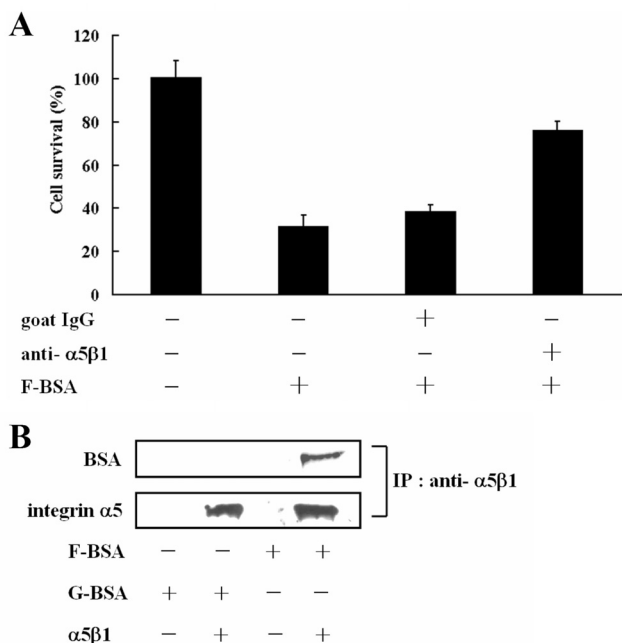 A
120
100
80
60
40
20
0
Cell survival (%)
goat IgG – – + –
anti- α5β1 – – – +
F-BSA – + + +
B
BSA
integrin α5
IP : anti- α5β1
F-BSA – – + +
G-BSA + + – –
α5β1 – + – +